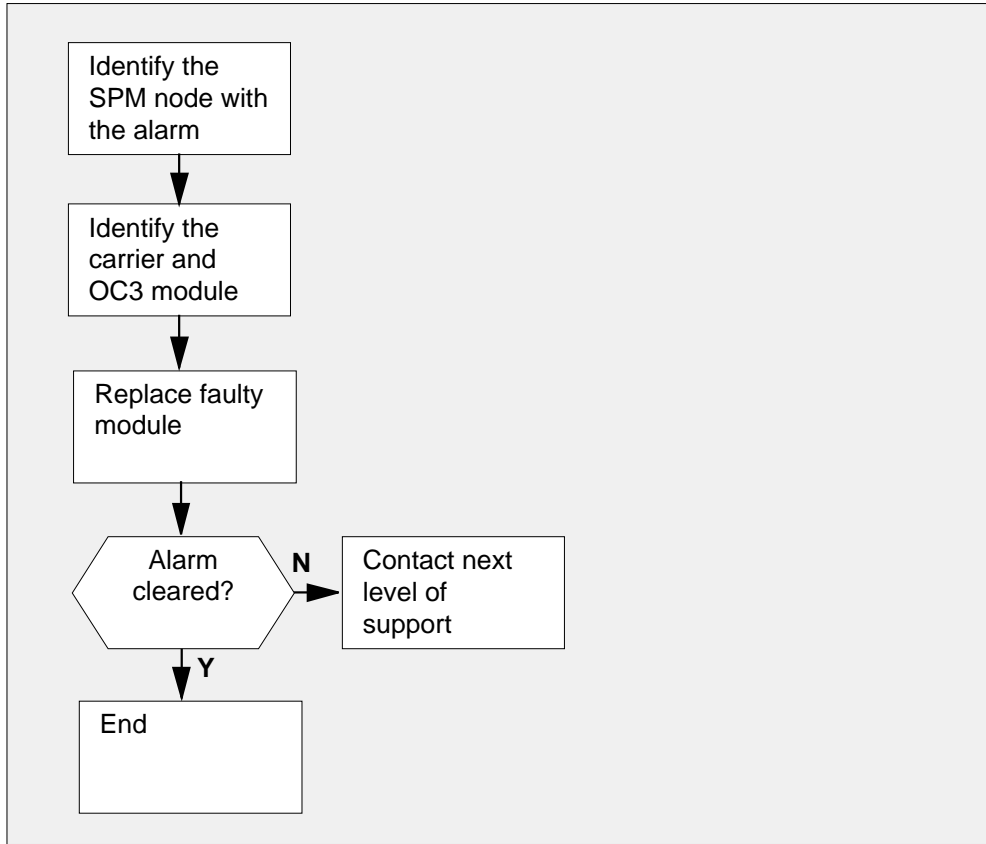 Identify the
SPM node with
the alarm
Identify the
carrier and
OC3 module
Replace faulty
module
Alarm
cleared?
N
Contact next
level of
support
Y
End